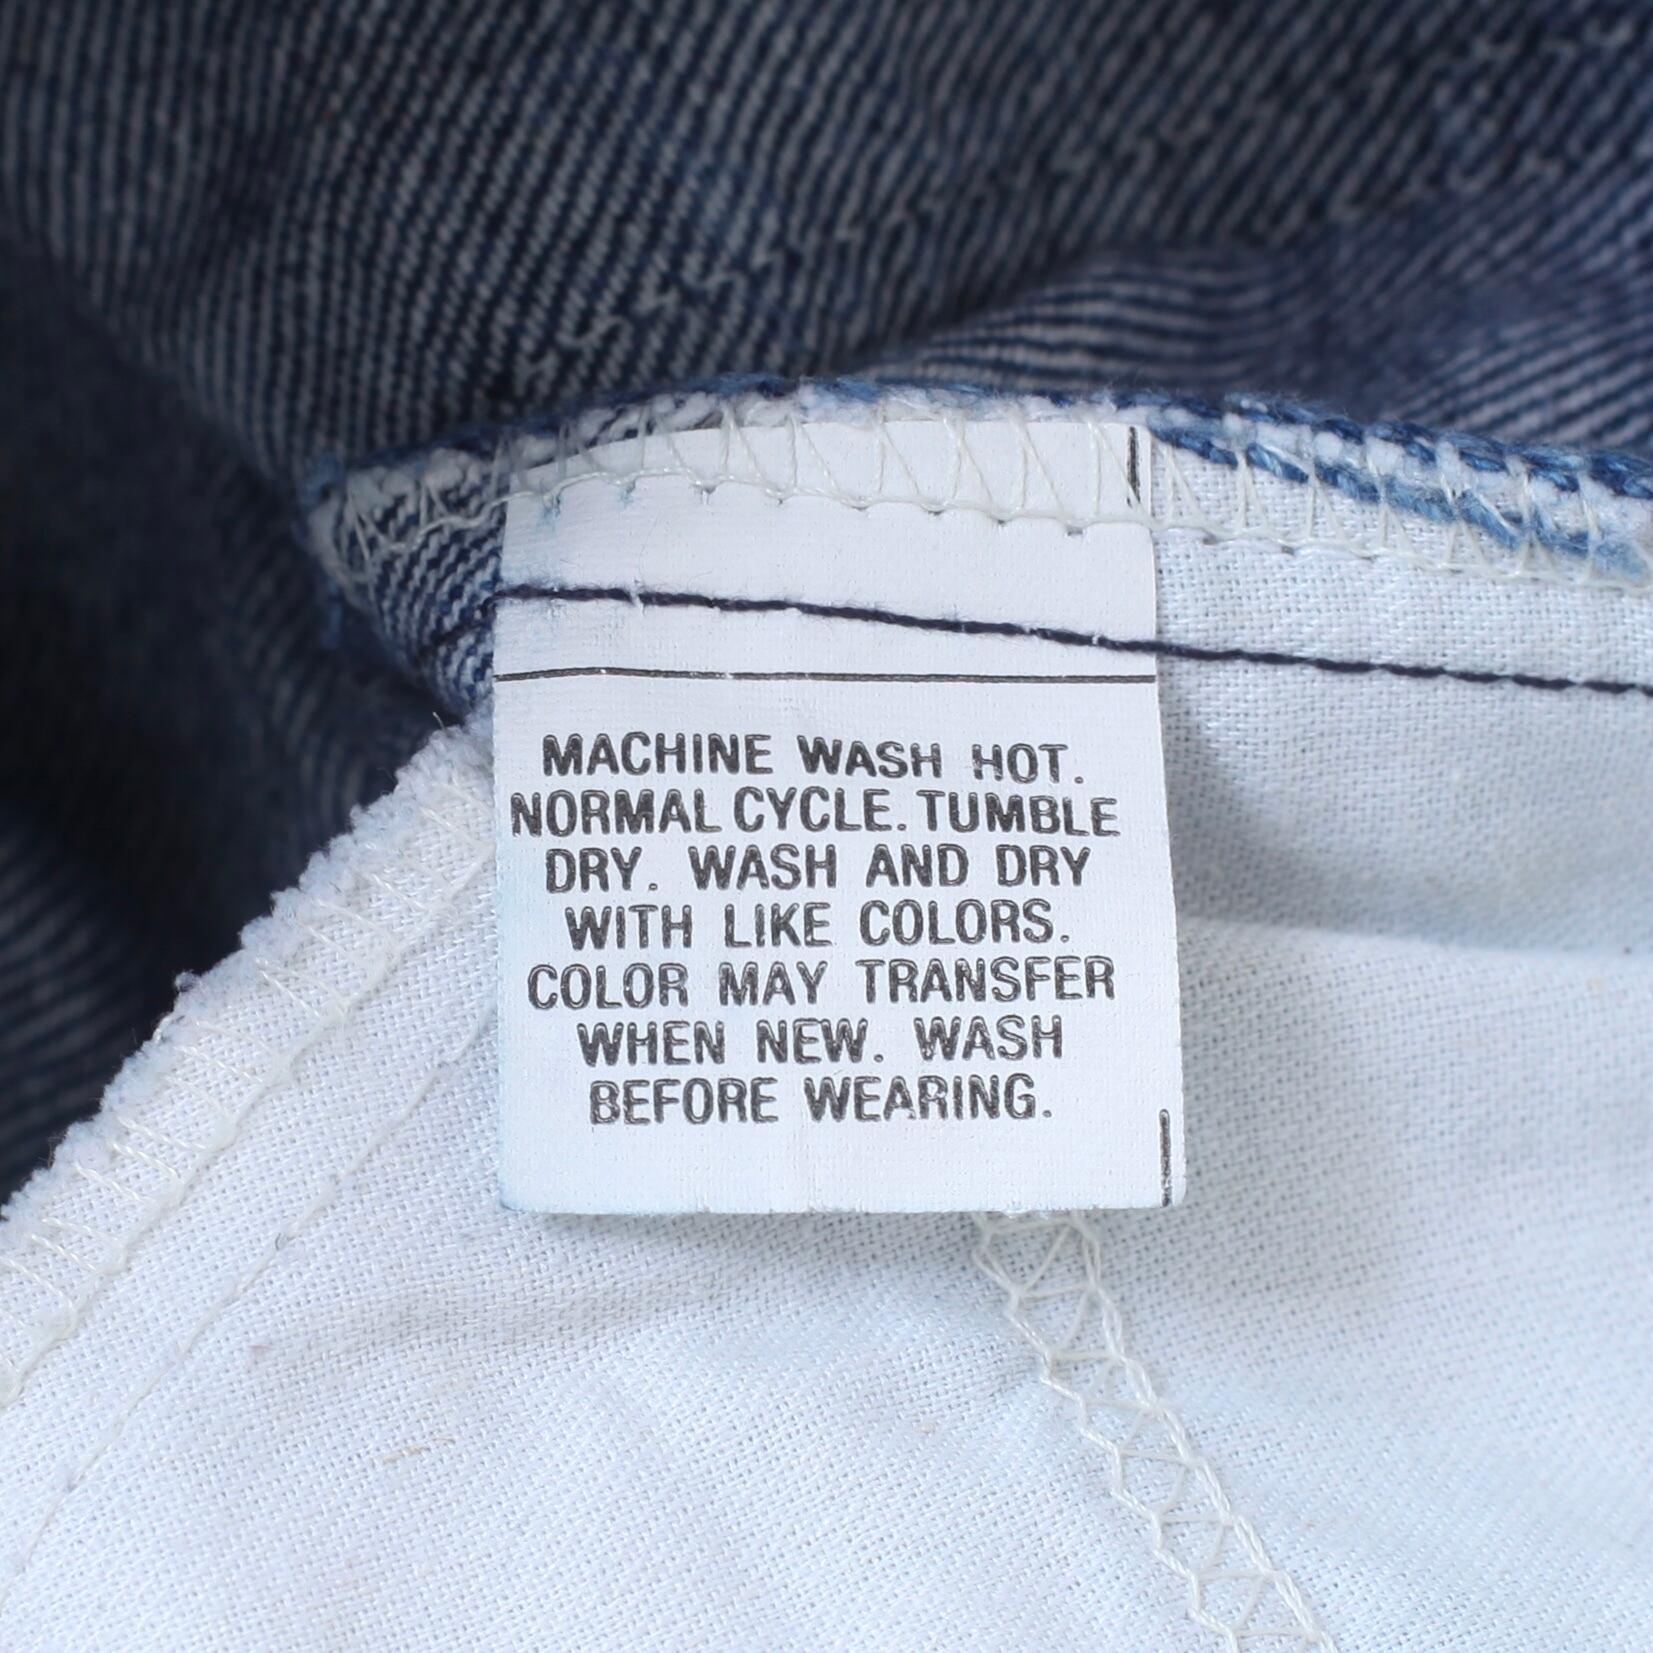 MACHINE WASH HOT.
NORMAL CYCLE. TUMBLE
DRY. WASH AND DRY
WITH LIKE COLORS.
COLOR MAY TRANSFER
WHEN NEW. WASH
BEFORE WEARING.